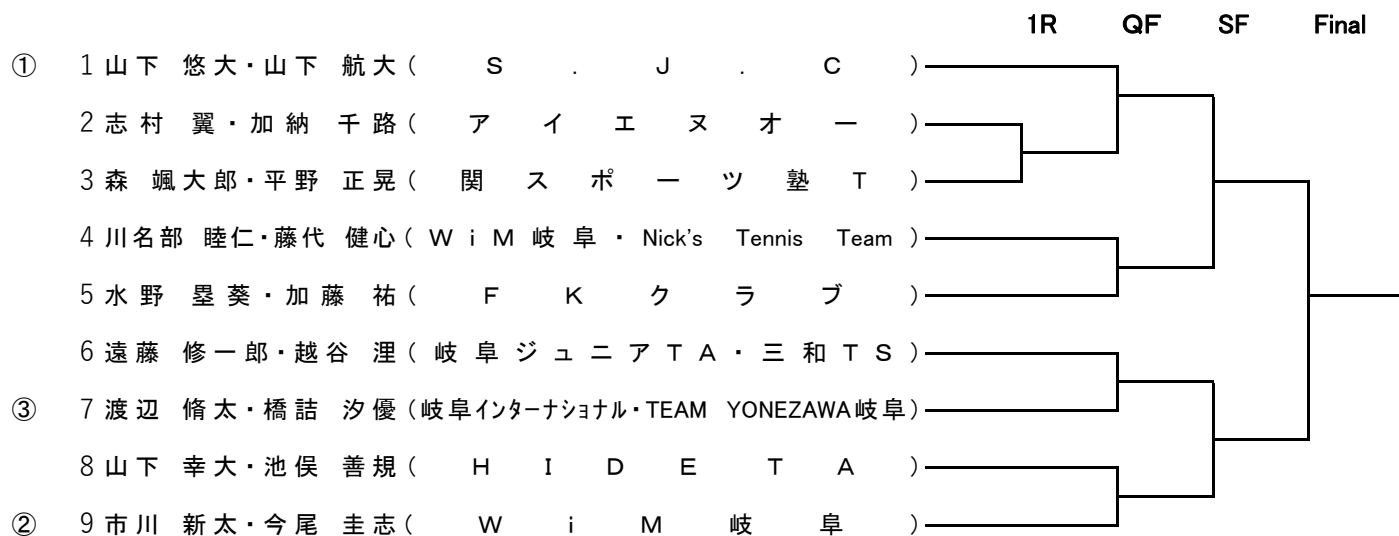 1R QF SF Final
① 1 山下 悠大・山下 航大 ( S . J . C )
2 志村 翼・加納 千路 ( アイエヌオー )
3 森 颯大郎・平野 正晃 ( 関スポーツ塾T )
4 川名部 睦仁・藤代 健心 ( WiM岐阜・Nick's Tennis Team )
5 水野 塁葵・加藤 祐 ( FKクラブ )
6 遠藤 修一郎・越谷 浬 ( 岐阜ジュニアTA・三和TS )
③ 7 渡辺 脩太・橋詰 汐優 (岐阜インターナショナル・TEAM YONEZAWA岐阜)
8 山下 幸大・池俣 善規 ( HIDETA )
② 9 市川 新太・今尾 圭志 ( WiM岐阜 )